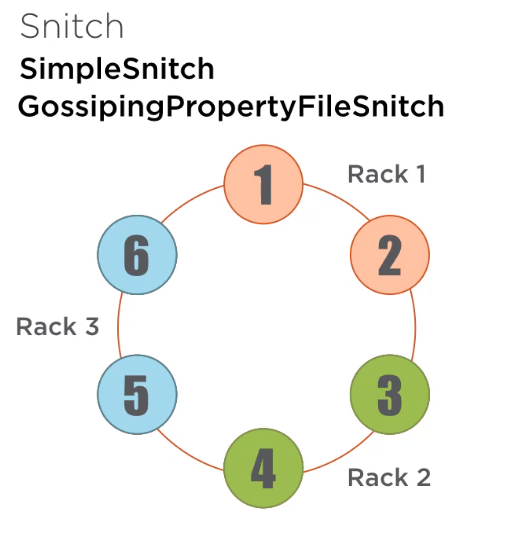 Snitch
SimpleSnitch
GossipingPropertyFileSnitch
1
Rack 1
6
2
Rack 3
5
3
4
Rack 2